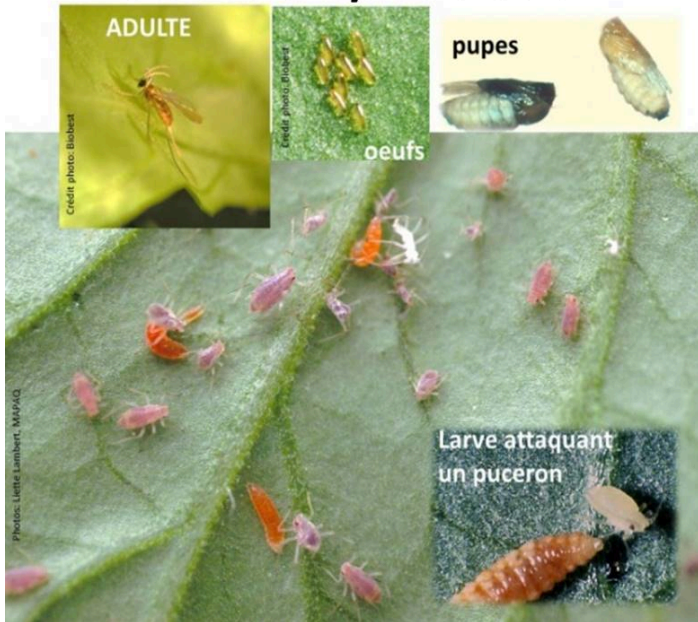 ADULTE
Crédit photo: Biobest
Crédit photo: Biobest
oeufs
pupes
Photos: Liette Lambert, MAPAQ
Larve attaquant
un puceron